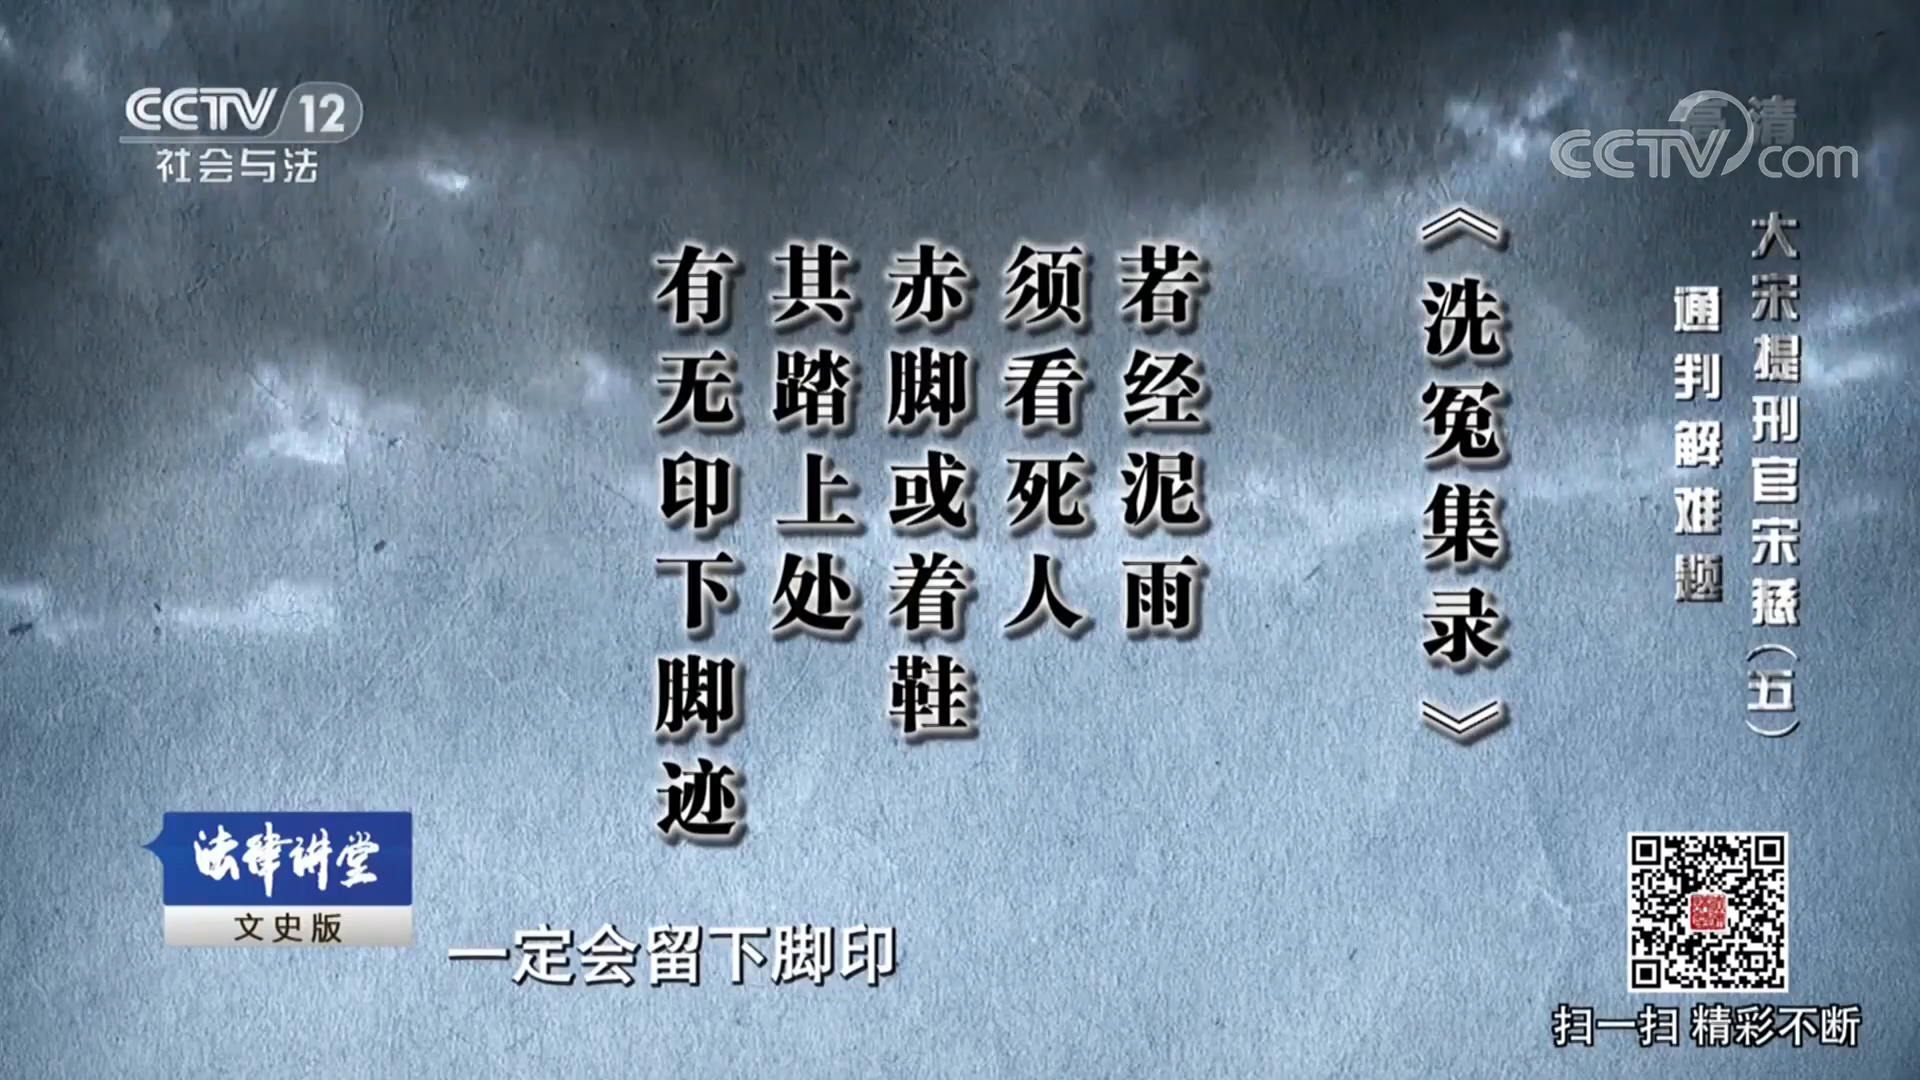 CCTV 12
社会与法
高清
CCTV.com
大宋提刑官宋慈（五）
通判解难题
《洗冤集录》
若经泥雨
须看死人
赤脚或着鞋
其踏上处
有无印下脚迹
法律讲堂
文史版
一定会留下脚印
扫一扫 精彩不断